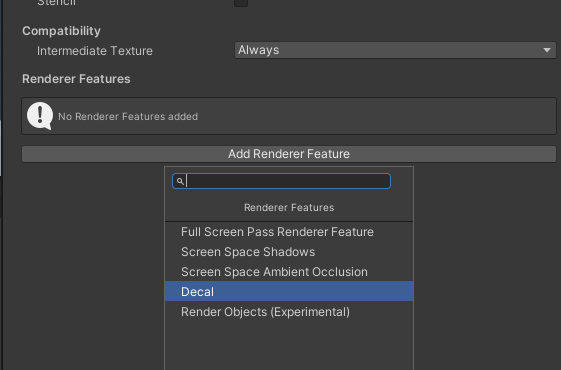 Stencil
Compatibility
Intermediate Texture
Always
Renderer Features
No Renderer Features added
Add Renderer Feature
Renderer Features
Full Screen Pass Renderer Feature
Screen Space Shadows
Screen Space Ambient Occlusion
Decal
Render Objects (Experimental)